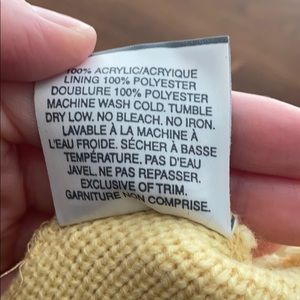 100% ACRYLIC/ACRYIQUE
LINING 100% POLYESTER
DOUBLURE 100% POLYESTER
MACHINE WASH COLD. TUMBLE
DRY LOW. NO BLEACH. NO IRON.
LAVABLE À LA MACHINE À
L'EAU FROIDE. SÉCHER À BASSE
TEMPÉRATURE. PAS D'EAU
JAVEL. NE PAS REPASSER.
EXCLUSIVE OF TRIM.
GARNITURE NON COMPRISE.